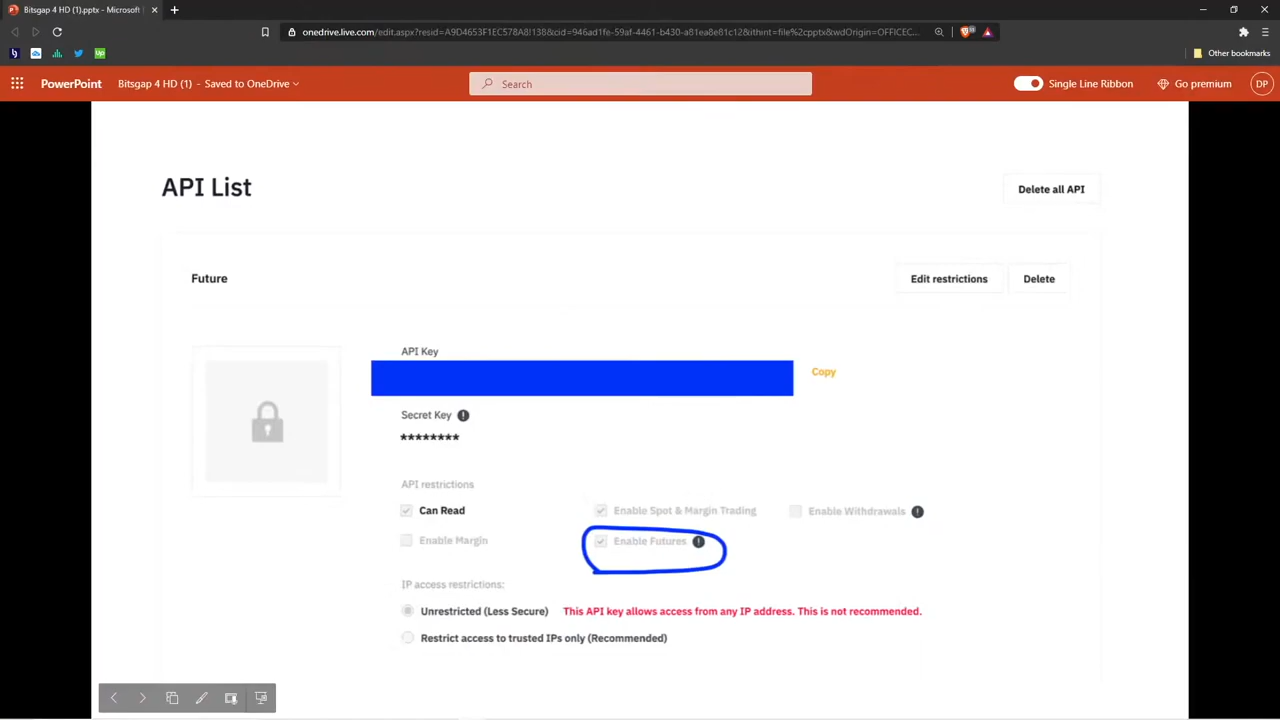 Bitsgap 4 HD (1).pptx - Microsoft
onedrive.live.com/edit.aspx?resid=A9D4653F1EC578A8!138&cid=946ad1fe-59af-4461-b430-a81ea8e81c12&ithint=file%2cpptx&wdOrigin=OFFICEC...
Other bookmarks
PowerPoint Bitsgap 4 HD (1) - Saved to OneDrive Search Single Line Ribbon Go premium DP
API List
Delete all API
Future
Edit restrictions Delete
API Key
Copy
Secret Key
********
API restrictions
Can Read Enable Spot & Margin Trading Enable Withdrawals
Enable Margin Enable Futures
IP access restrictions:
Unrestricted (Less Secure) This API key allows access from any IP address. This is not recommended.
Restrict access to trusted IPs only (Recommended)